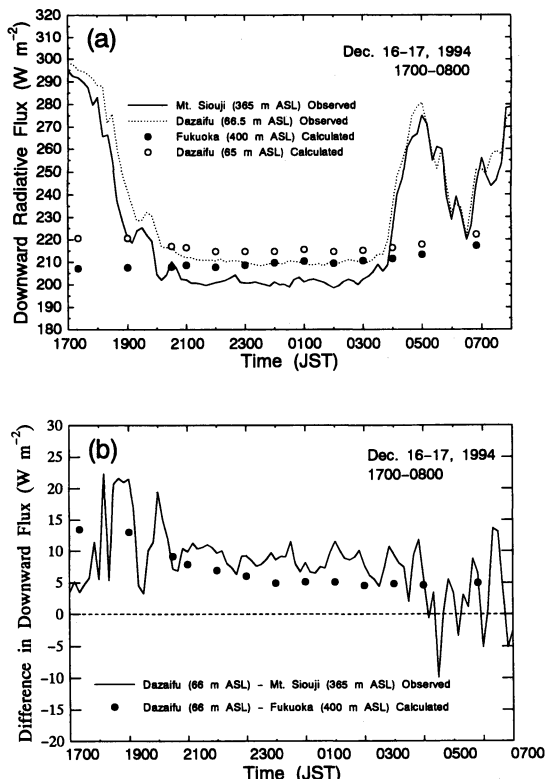 (a)
Dec. 16-17, 1994
1700-0800
Mt. Siouji (365 m ASL) Observed
Dazaifu (66.5 m ASL) Observed
Fukuoka (400 m ASL) Calculated
Dazaifu (65 m ASL) Calculated
Downward Radiative Flux (W m⁻²)
320
310
300
290
280
270
260
250
240
230
220
210
200
190
180
1700 1900 2100 2300 0100 0300 0500 0700
Time (JST)
(b)
Dec. 16-17, 1994
1700-0800
Difference in Downward Flux (W m⁻²)
30
25
20
15
10
5
0
-5
-10
-15
-20
Dazaifu (66 m ASL) - Mt. Siouji (365 m ASL) Observed
Dazaifu (66 m ASL) - Fukuoka (400 m ASL) Calculated
1700 1900 2100 2300 0100 0300 0500 0700
Time (JST)